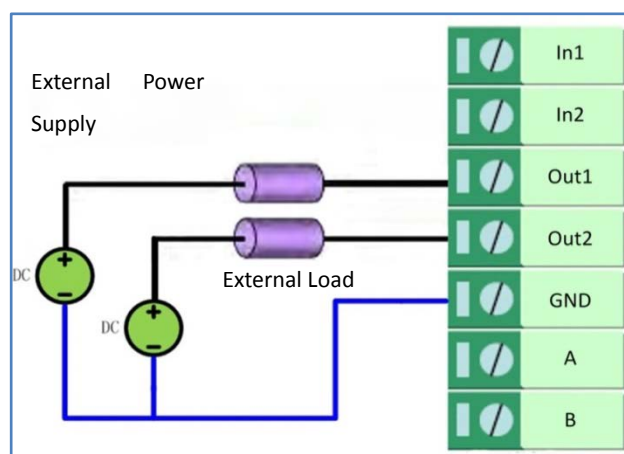 External Power
Supply
In1
In2
Out1
Out2
GND
A
B
External Load
DC
+
−
DC
+
−